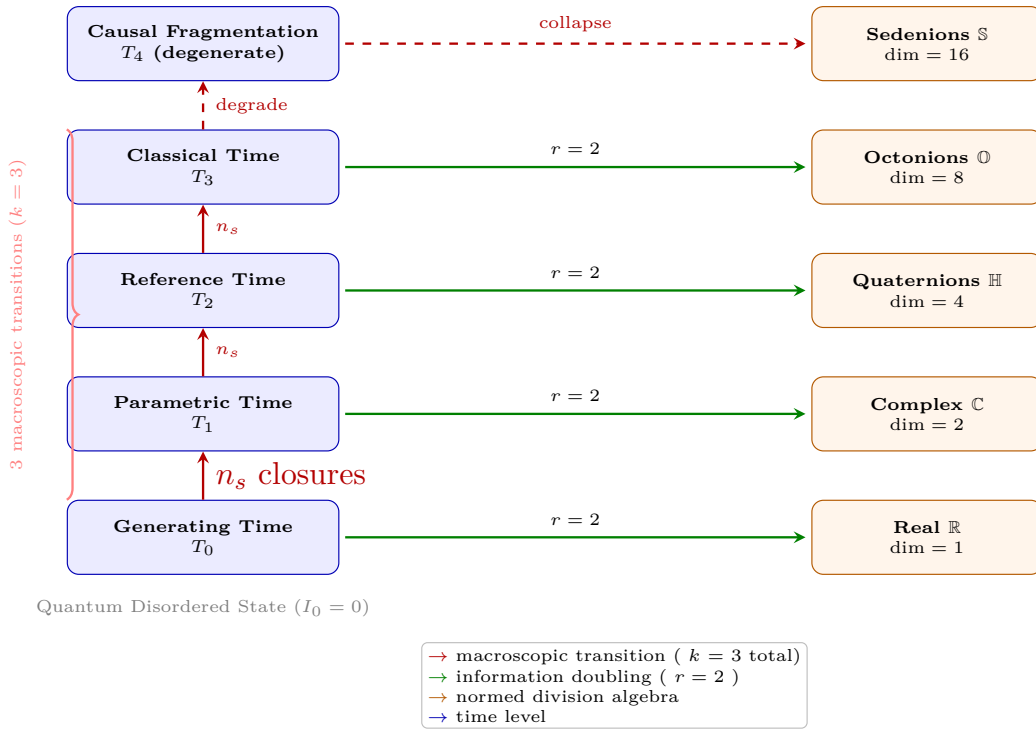 Causal Fragmentation
T₄ (degenerate)
collapse
Sedenions 𝕊
dim = 16
degrade
Classical Time
T₃
r = 2
Octonions 𝕆
dim = 8
n_s
Reference Time
T₂
r = 2
Quaternions ℍ
dim = 4
n_s
Parametric Time
T₁
r = 2
Complex ℂ
dim = 2
n_s closures
Generating Time
T₀
r = 2
Real ℝ
dim = 1
3 macroscopic transitions (k = 3)
Quantum Disordered State (I₀ = 0)
→ macroscopic transition ( k = 3 total)
→ information doubling ( r = 2 )
→ normed division algebra
→ time level